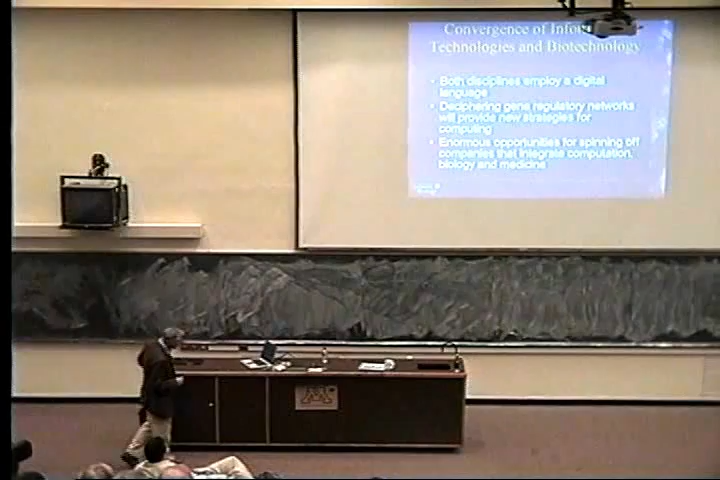 Convergence of
Technologies and Biotechnology
• Both disciplines employ a digital
language
• Deciphering gene regulatory networks
will provide new strategies for
computing
• Enormous opportunities for spinning off
companies that integrate computation,
biology and medicine
M